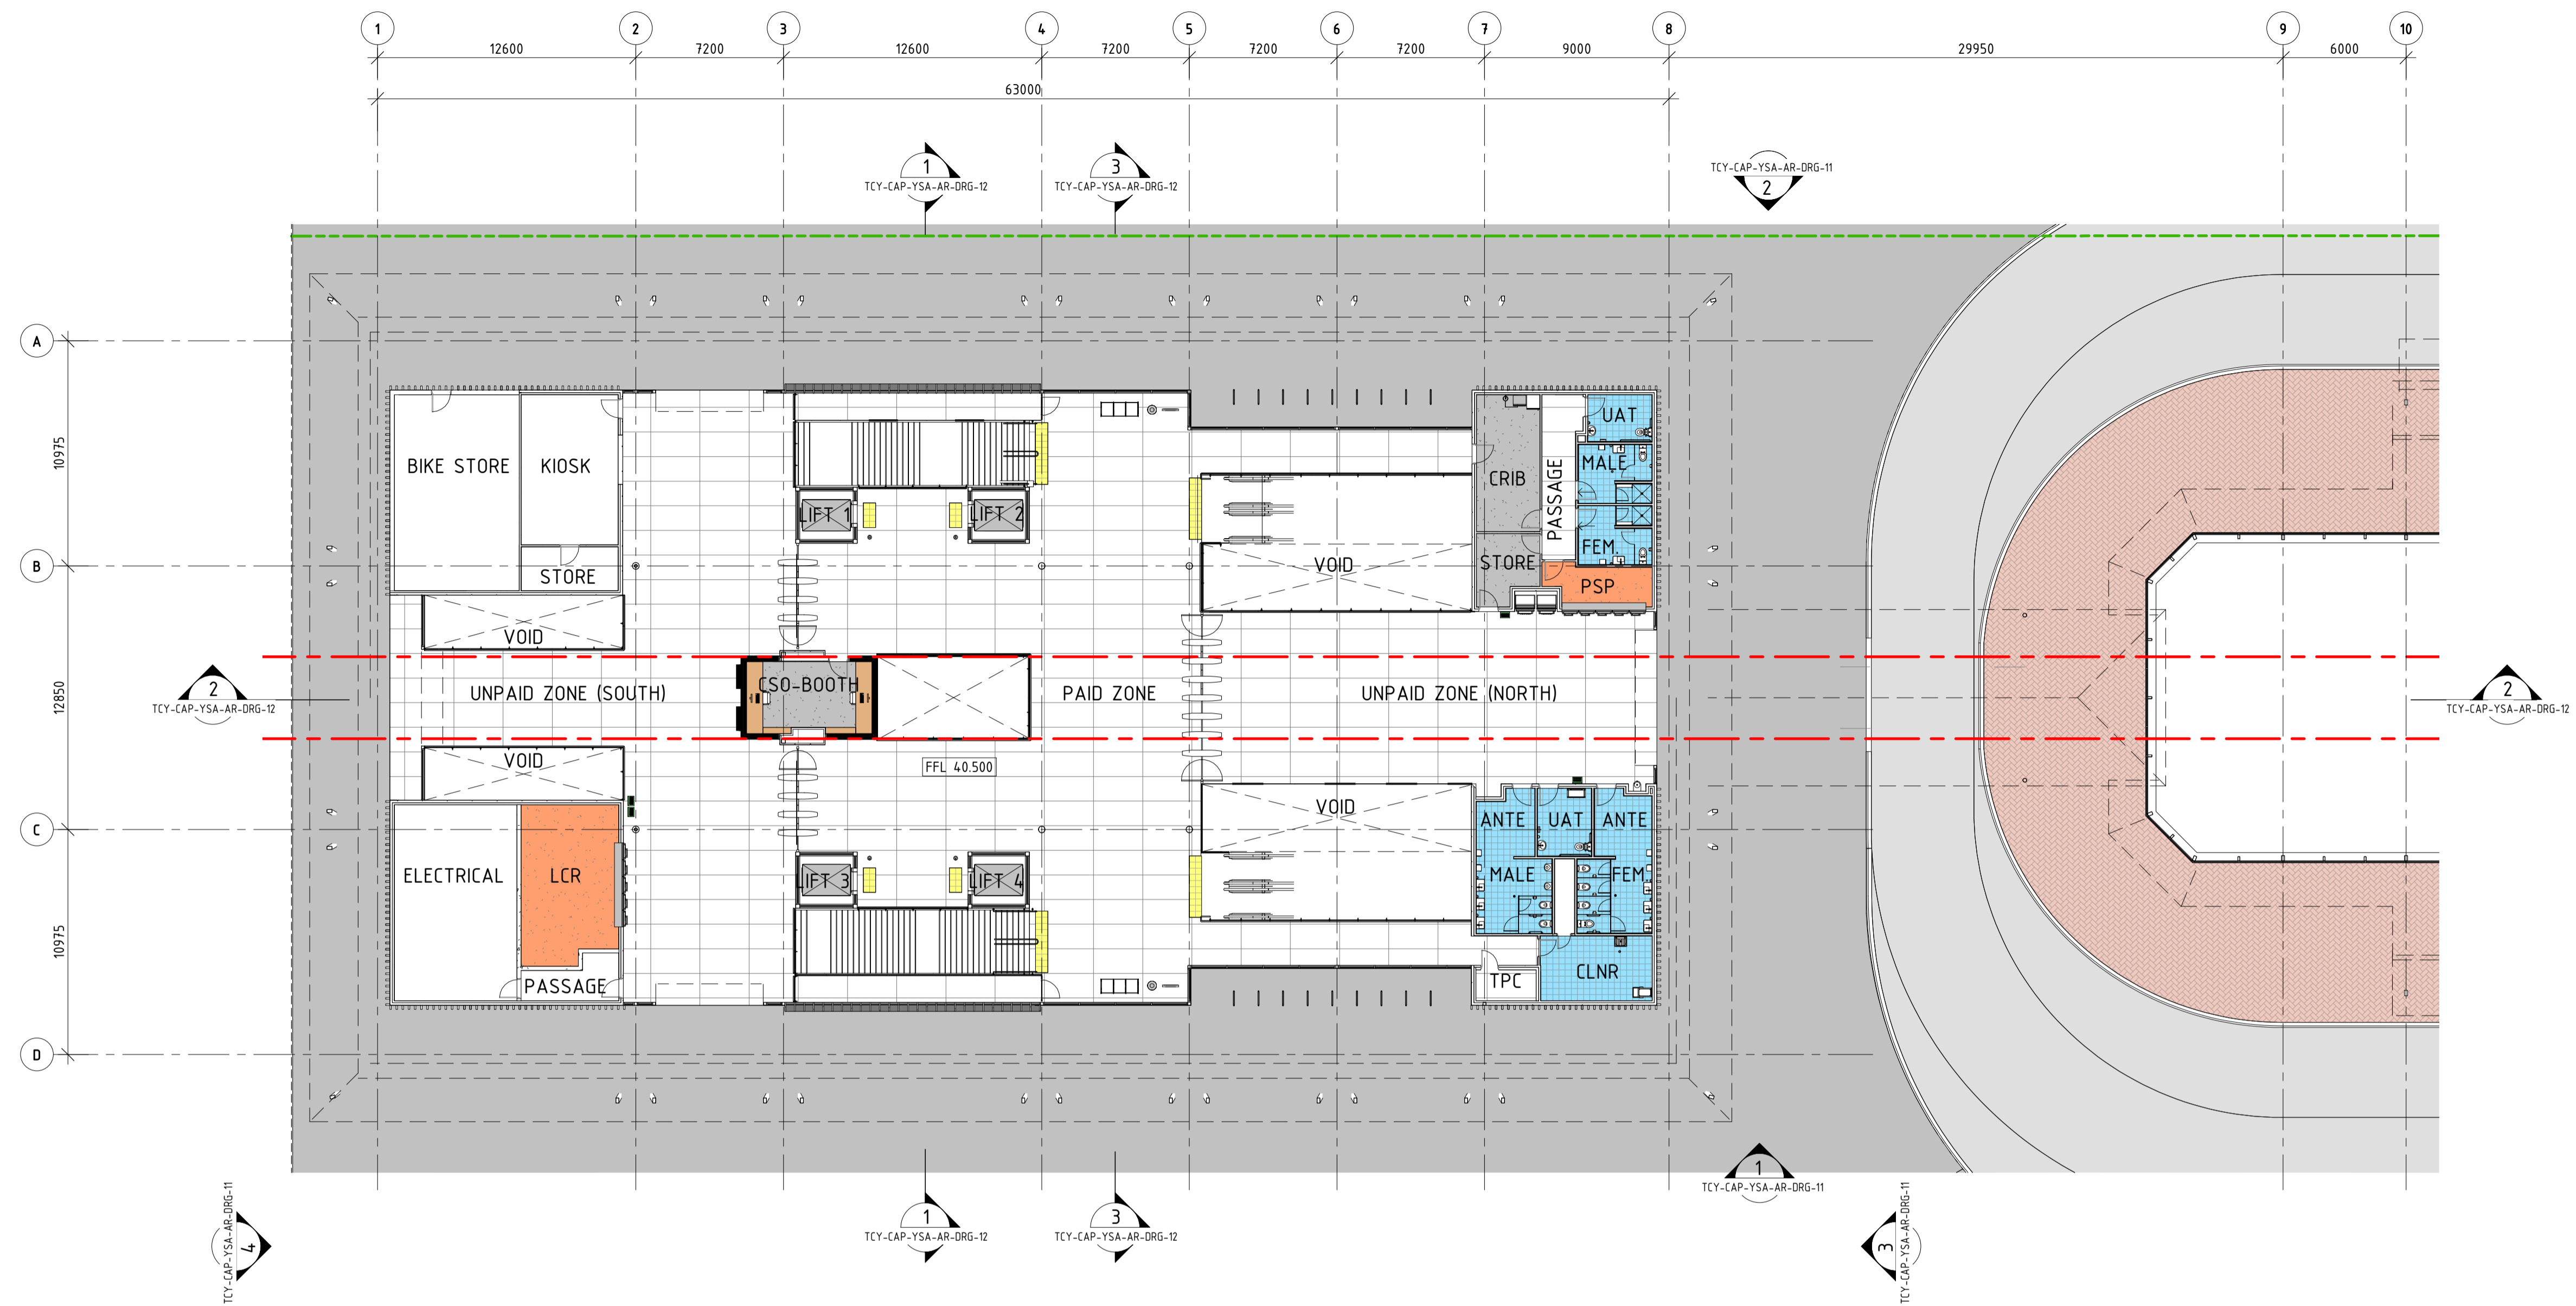 1 2 3 4 5 6 7 8 9 10
12600 7200 12600 7200 7200 7200 9000 29950 6000
63000
1
TCY-CAP-YSA-AR-DRG-12
3
TCY-CAP-YSA-AR-DRG-12
TCY-CAP-YSA-AR-DRG-11
2
A
10975
B
12850
C
10975
D
BIKE STORE
KIOSK
STORE
VOID
LIFT 1
LIFT 2
VOID
CRIB
PASSAGE
UAT
MALE
FEM.
STORE
PSP
2
TCY-CAP-YSA-AR-DRG-12
UNPAID ZONE (SOUTH)
CSO-BOOTH
PAID ZONE
UNPAID ZONE (NORTH)
2
TCY-CAP-YSA-AR-DRG-12
VOID
FFL 40.500
VOID
ELECTRICAL
LCR
PASSAGE
LIFT 3
LIFT 4
ANTE
UAT
ANTE
MALE
FEM.
TPC
CLNR
TCY-CAP-YSA-AR-DRG-11
4
1
TCY-CAP-YSA-AR-DRG-12
3
TCY-CAP-YSA-AR-DRG-12
1
TCY-CAP-YSA-AR-DRG-11
3
TCY-CAP-YSA-AR-DRG-11